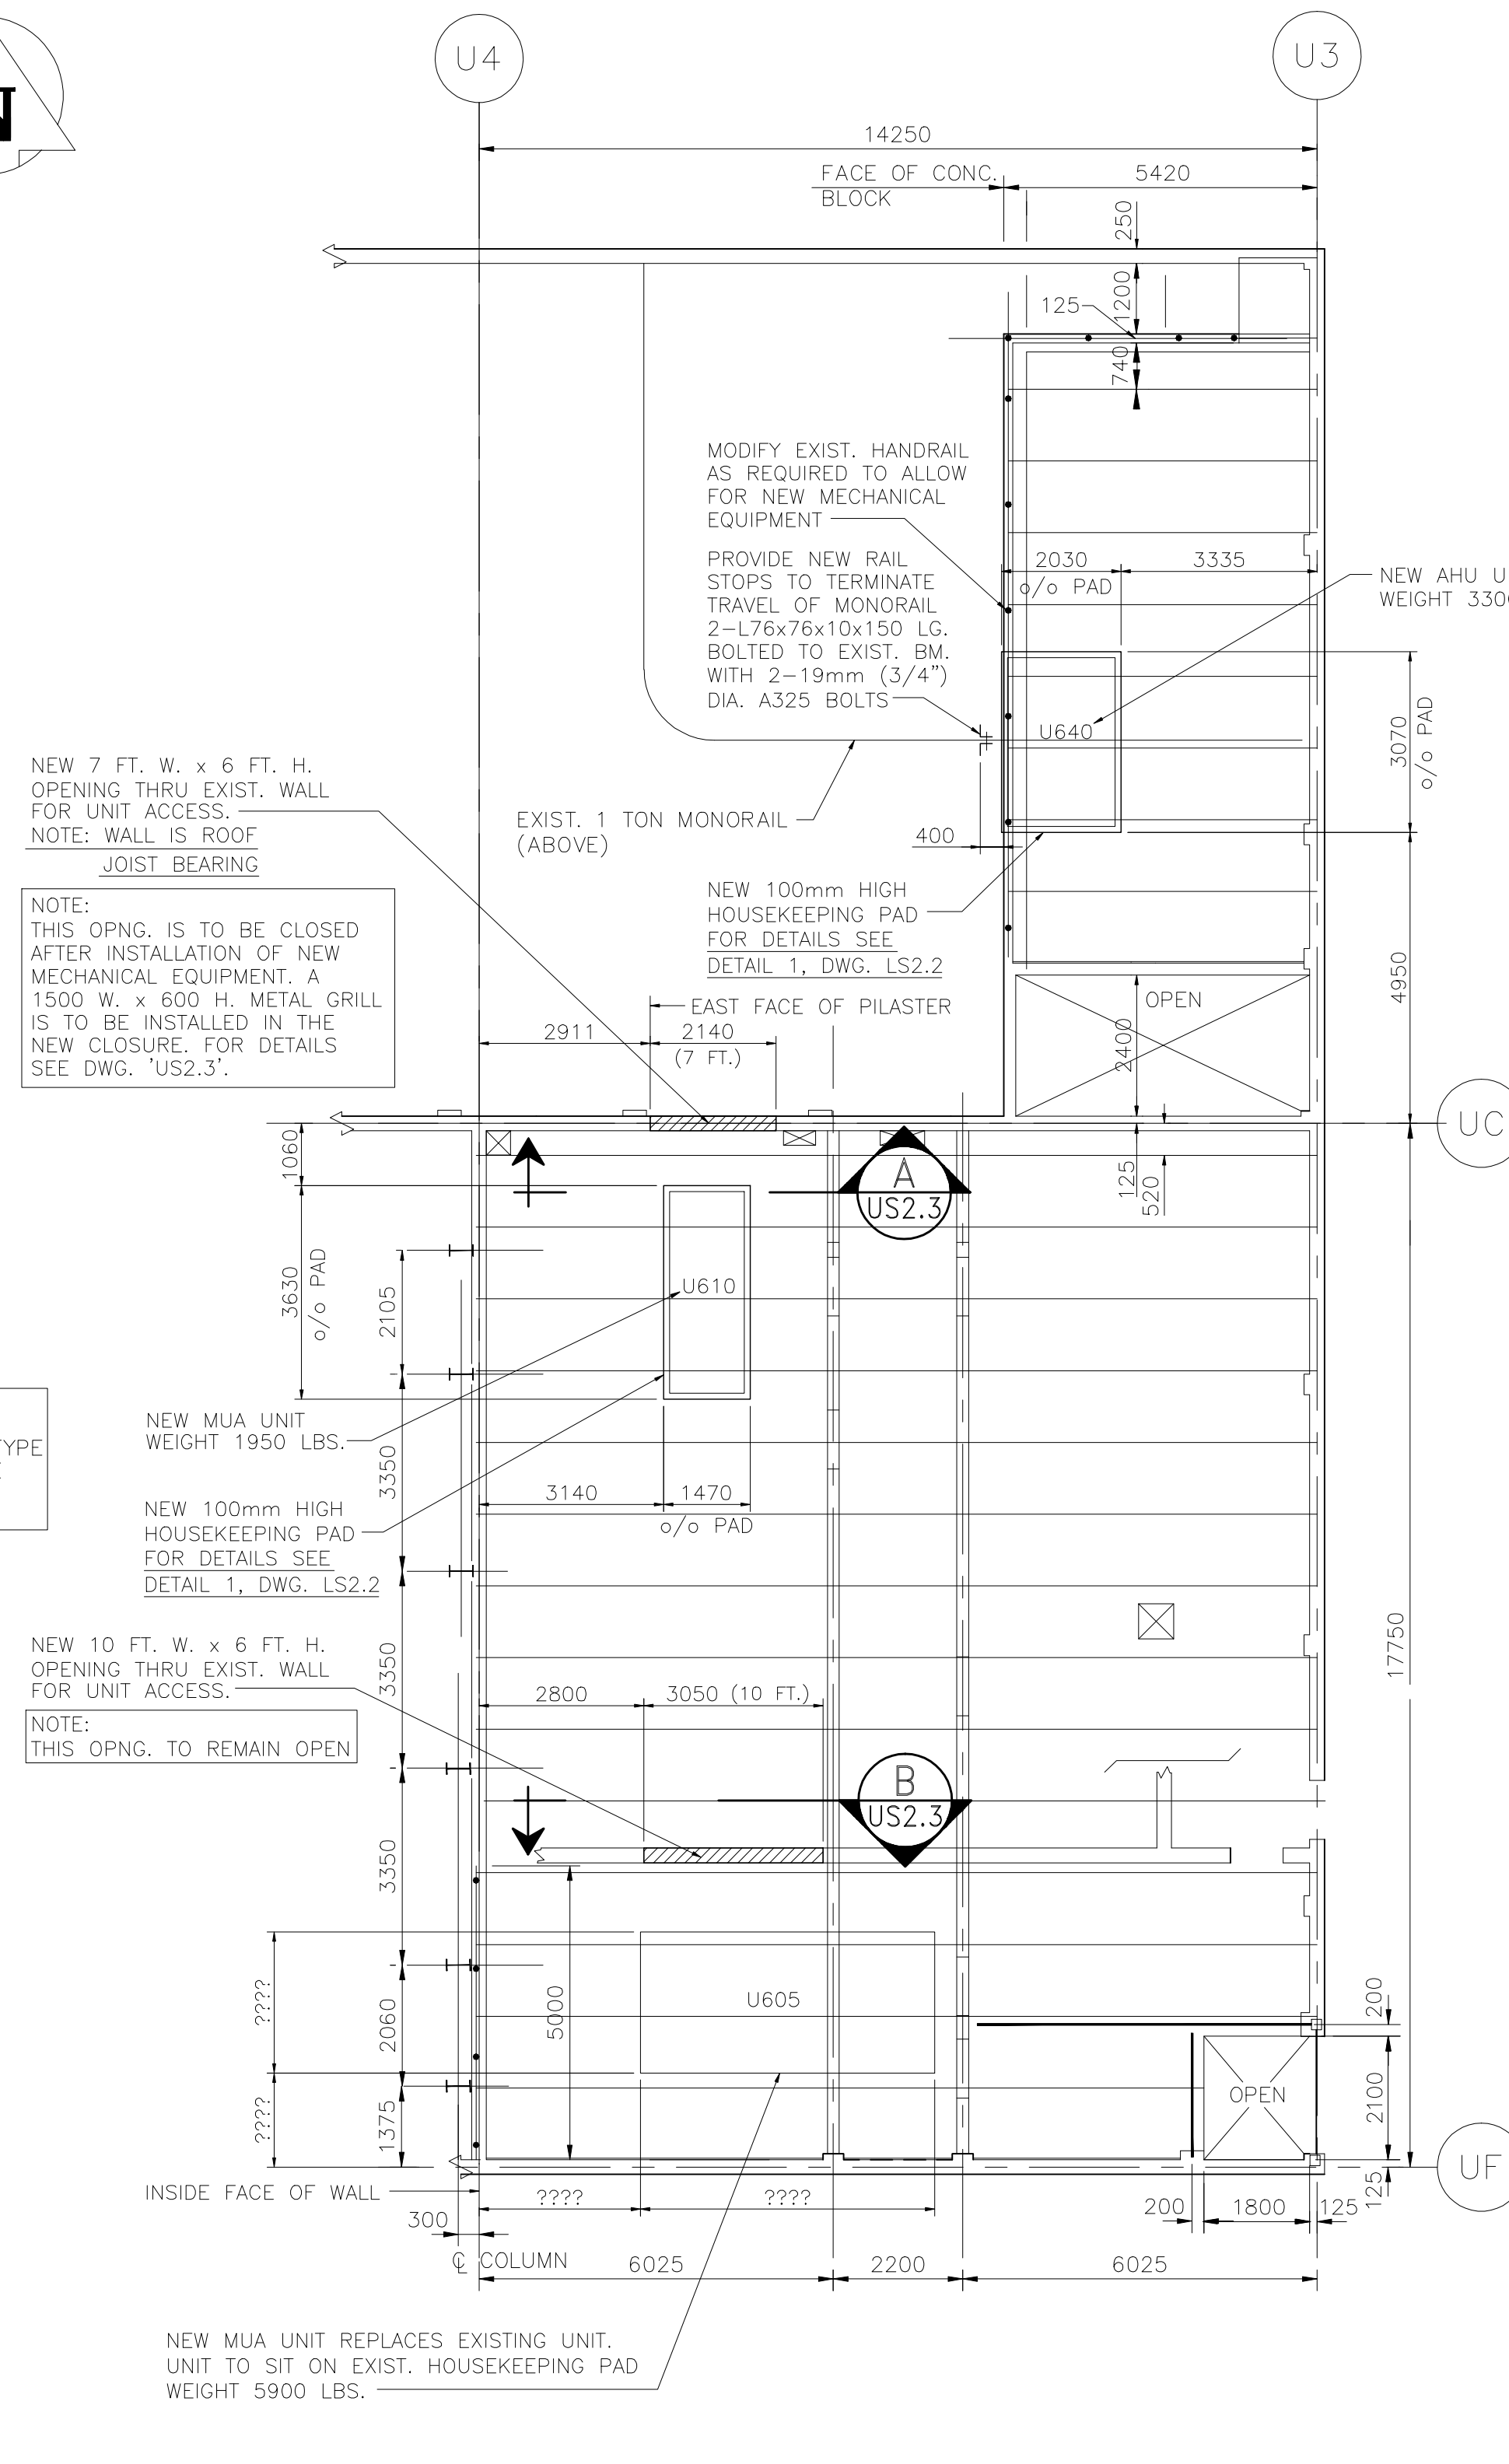 N
U4
U3
14250
FACE OF CONC.
BLOCK
5420
250
1200
125
740
MODIFY EXIST. HANDRAIL
AS REQUIRED TO ALLOW
FOR NEW MECHANICAL
EQUIPMENT
PROVIDE NEW RAIL
STOPS TO TERMINATE
TRAVEL OF MONORAIL
2-L76x76x10x150 LG.
BOLTED TO EXIST. BM.
WITH 2-19mm (3/4")
DIA. A325 BOLTS
2030
o/o PAD
3335
NEW AHU U
WEIGHT 330
U640
3070
o/o PAD
NEW 7 FT. W. x 6 FT. H.
OPENING THRU EXIST. WALL
FOR UNIT ACCESS.
NOTE: WALL IS ROOF
JOIST BEARING
EXIST. 1 TON MONORAIL
(ABOVE)
400
NOTE:
THIS OPNG. IS TO BE CLOSED
AFTER INSTALLATION OF NEW
MECHANICAL EQUIPMENT. A
1500 W. x 600 H. METAL GRILL
IS TO BE INSTALLED IN THE
NEW CLOSURE. FOR DETAILS
SEE DWG. 'US2.3'.
NEW 100mm HIGH
HOUSEKEEPING PAD
FOR DETAILS SEE
DETAIL 1, DWG. LS2.2
4950
EAST FACE OF PILASTER
2911
2140
(7 FT.)
OPEN
2400
UC
1060
A
US2.3
125
520
3630
o/o PAD
2105
U610
NEW MUA UNIT
WEIGHT 1950 LBS.
TYPE
3350
3140
1470
o/o PAD
NEW 100mm HIGH
HOUSEKEEPING PAD
FOR DETAILS SEE
DETAIL 1, DWG. LS2.2
3350
17750
NEW 10 FT. W. x 6 FT. H.
OPENING THRU EXIST. WALL
FOR UNIT ACCESS.
NOTE:
THIS OPNG. TO REMAIN OPEN
2800
3050 (10 FT.)
B
US2.3
3350
????
2060
5000
U605
200
????
1375
OPEN
2100
UF
INSIDE FACE OF WALL
????
????
300
200
1800
125
125
℄ COLUMN
6025
2200
6025
NEW MUA UNIT REPLACES EXISTING UNIT.
UNIT TO SIT ON EXIST. HOUSEKEEPING PAD
WEIGHT 5900 LBS.